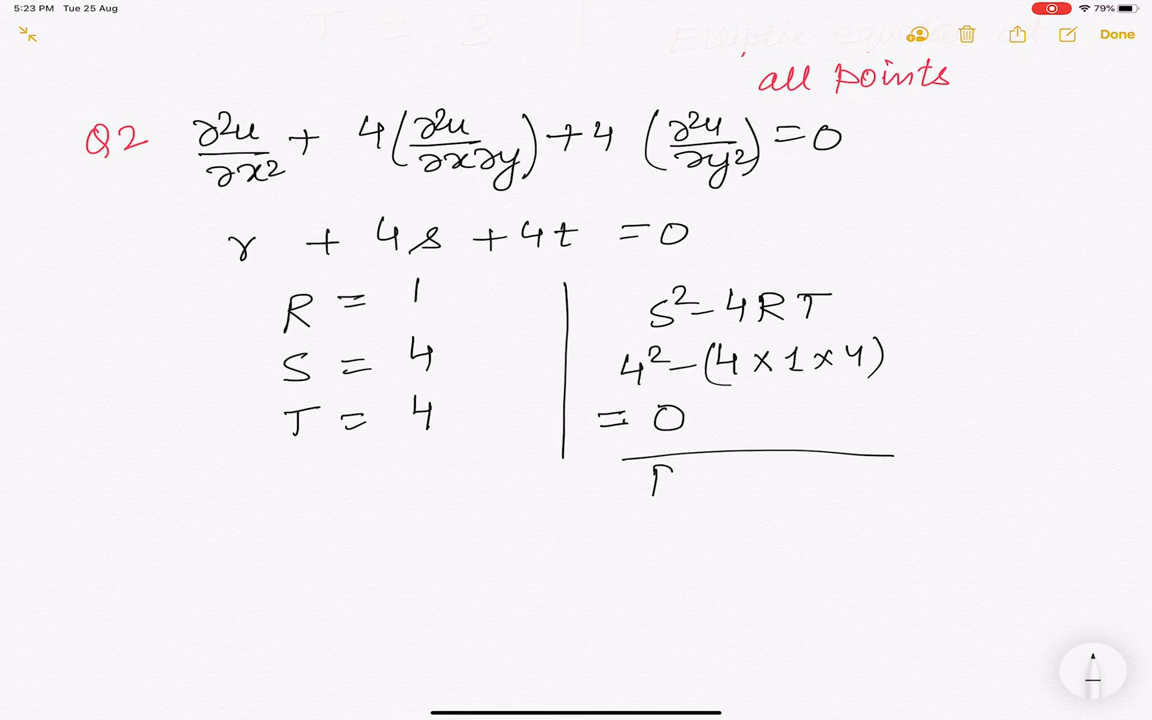 5:23 PM Tue 25 Aug 79%
Done
T = 3
all points
Q2 ∂²u/∂x² + 4(∂²u/∂x∂y) + 4(∂²u/∂y²) = 0
r + 4s + 4t = 0
R = 1
S = 4
T = 4
S² - 4RT
4² - (4 × 1 × 4)
= 0